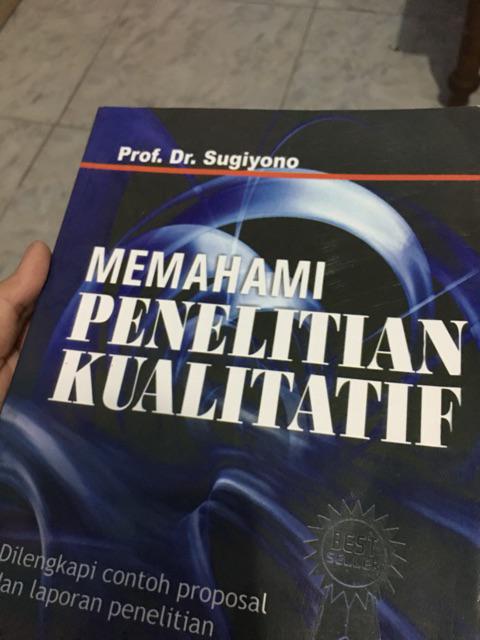 Prof. Dr. Sugiyono
MEMAHAMI
PENELITIAN
KUALITATIF
BEST
SELLER
Dilengkapi contoh proposal
dan laporan penelitian